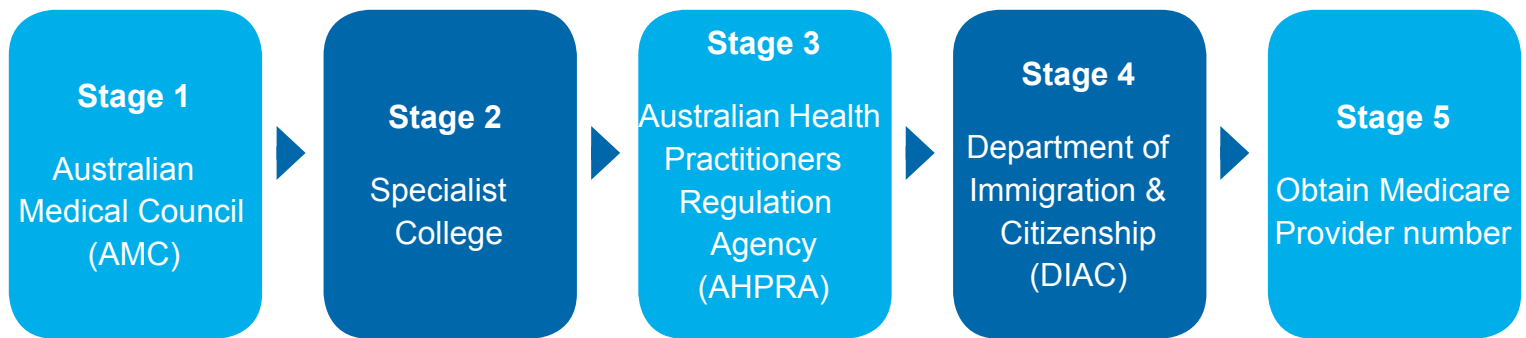 Stage 1
Australian
Medical Council
(AMC)
Stage 2
Specialist
College
Stage 3
Australian Health
Practitioners
Regulation
Agency
(AHPRA)
Stage 4
Department of
Immigration &
Citizenship
(DIAC)
Stage 5
Obtain Medicare
Provider number